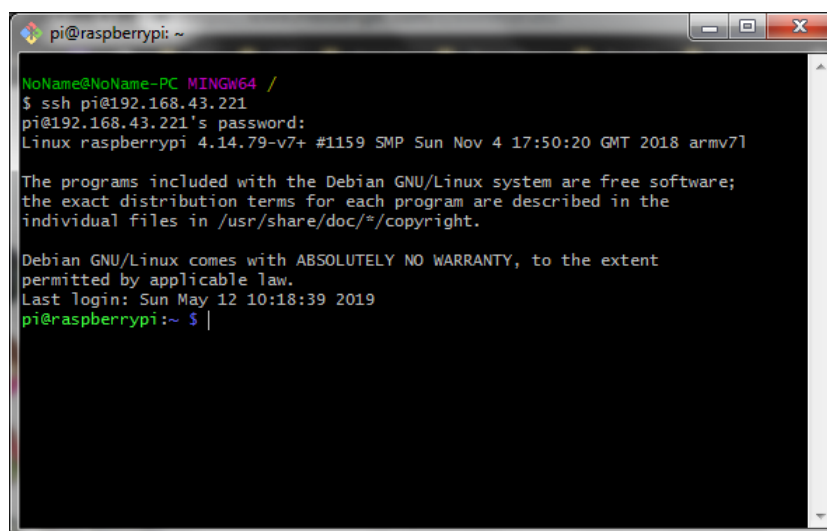 pi@raspberrypi: ~
NoName@NoName-PC MINGW64 /
$ ssh pi@192.168.43.221
pi@192.168.43.221's password:
Linux raspberrypi 4.14.79-v7+ #1159 SMP Sun Nov 4 17:50:20 GMT 2018 armv7l
The programs included with the Debian GNU/Linux system are free software;
the exact distribution terms for each program are described in the
individual files in /usr/share/doc/*/copyright.
Debian GNU/Linux comes with ABSOLUTELY NO WARRANTY, to the extent
permitted by applicable law.
Last login: Sun May 12 10:18:39 2019
pi@raspberrypi:~ $